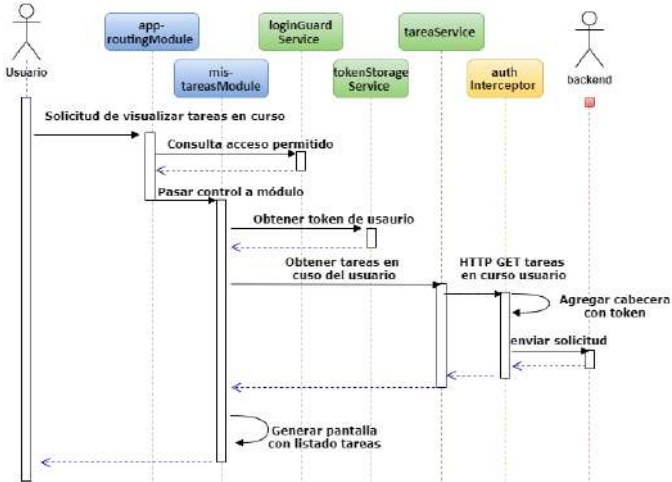 app-
routingModule
loginGuard
Service
tareaService
Usuario
mis-
tareasModule
tokenStorage
Service
auth
Interceptor
backend
Solicitud de visualizar tareas en curso
Consulta acceso permitido
Pasar control a módulo
Obtener token de usaurio
Obtener tareas en
cuso del usuario
HTTP GET tareas
en curso usuario
Agregar cabecera
con token
enviar solicitud
Generar pantalla
con listado tareas